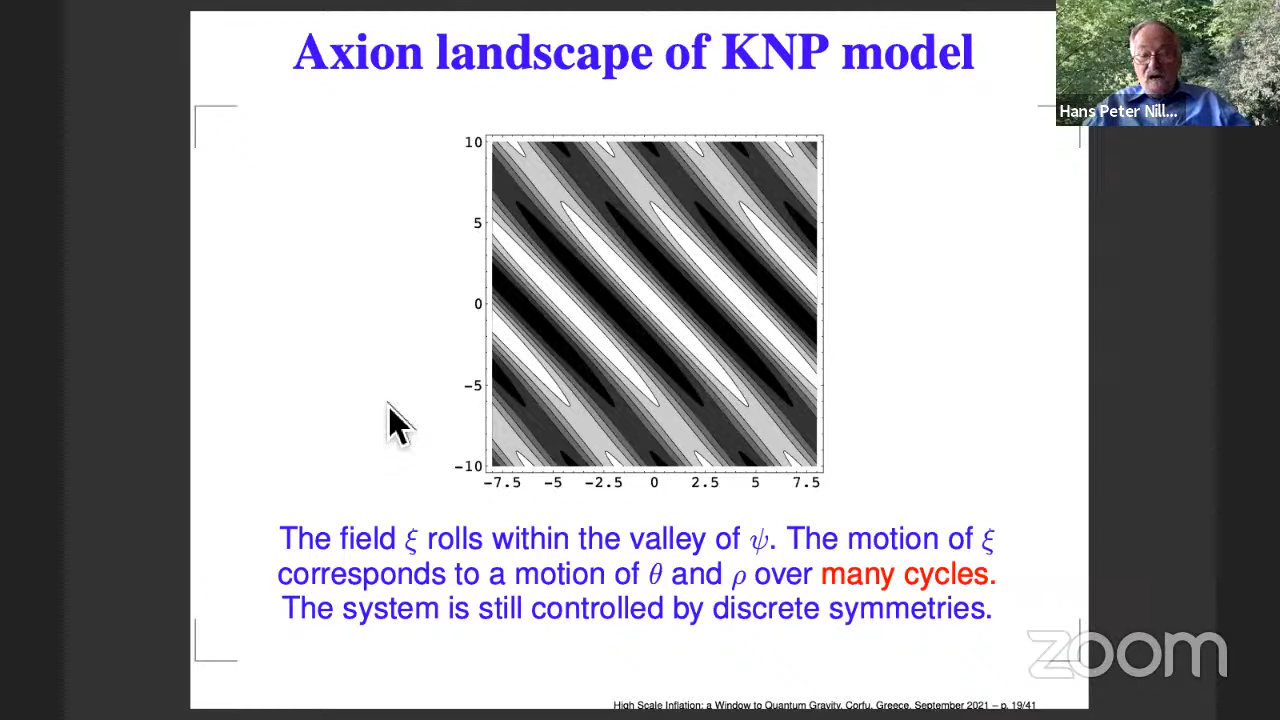 Axion landscape of KNP model
Hans Peter Nill...
10
5
0
−5
−10
−7.5 −5 −2.5 0 2.5 5 7.5
The field ξ rolls within the valley of ψ. The motion of ξ
corresponds to a motion of θ and ρ over many cycles.
The system is still controlled by discrete symmetries.
zoom
High Scale Inflation: a Window to Quantum Gravity, Corfu, Greece, September 2021 – p. 19/41